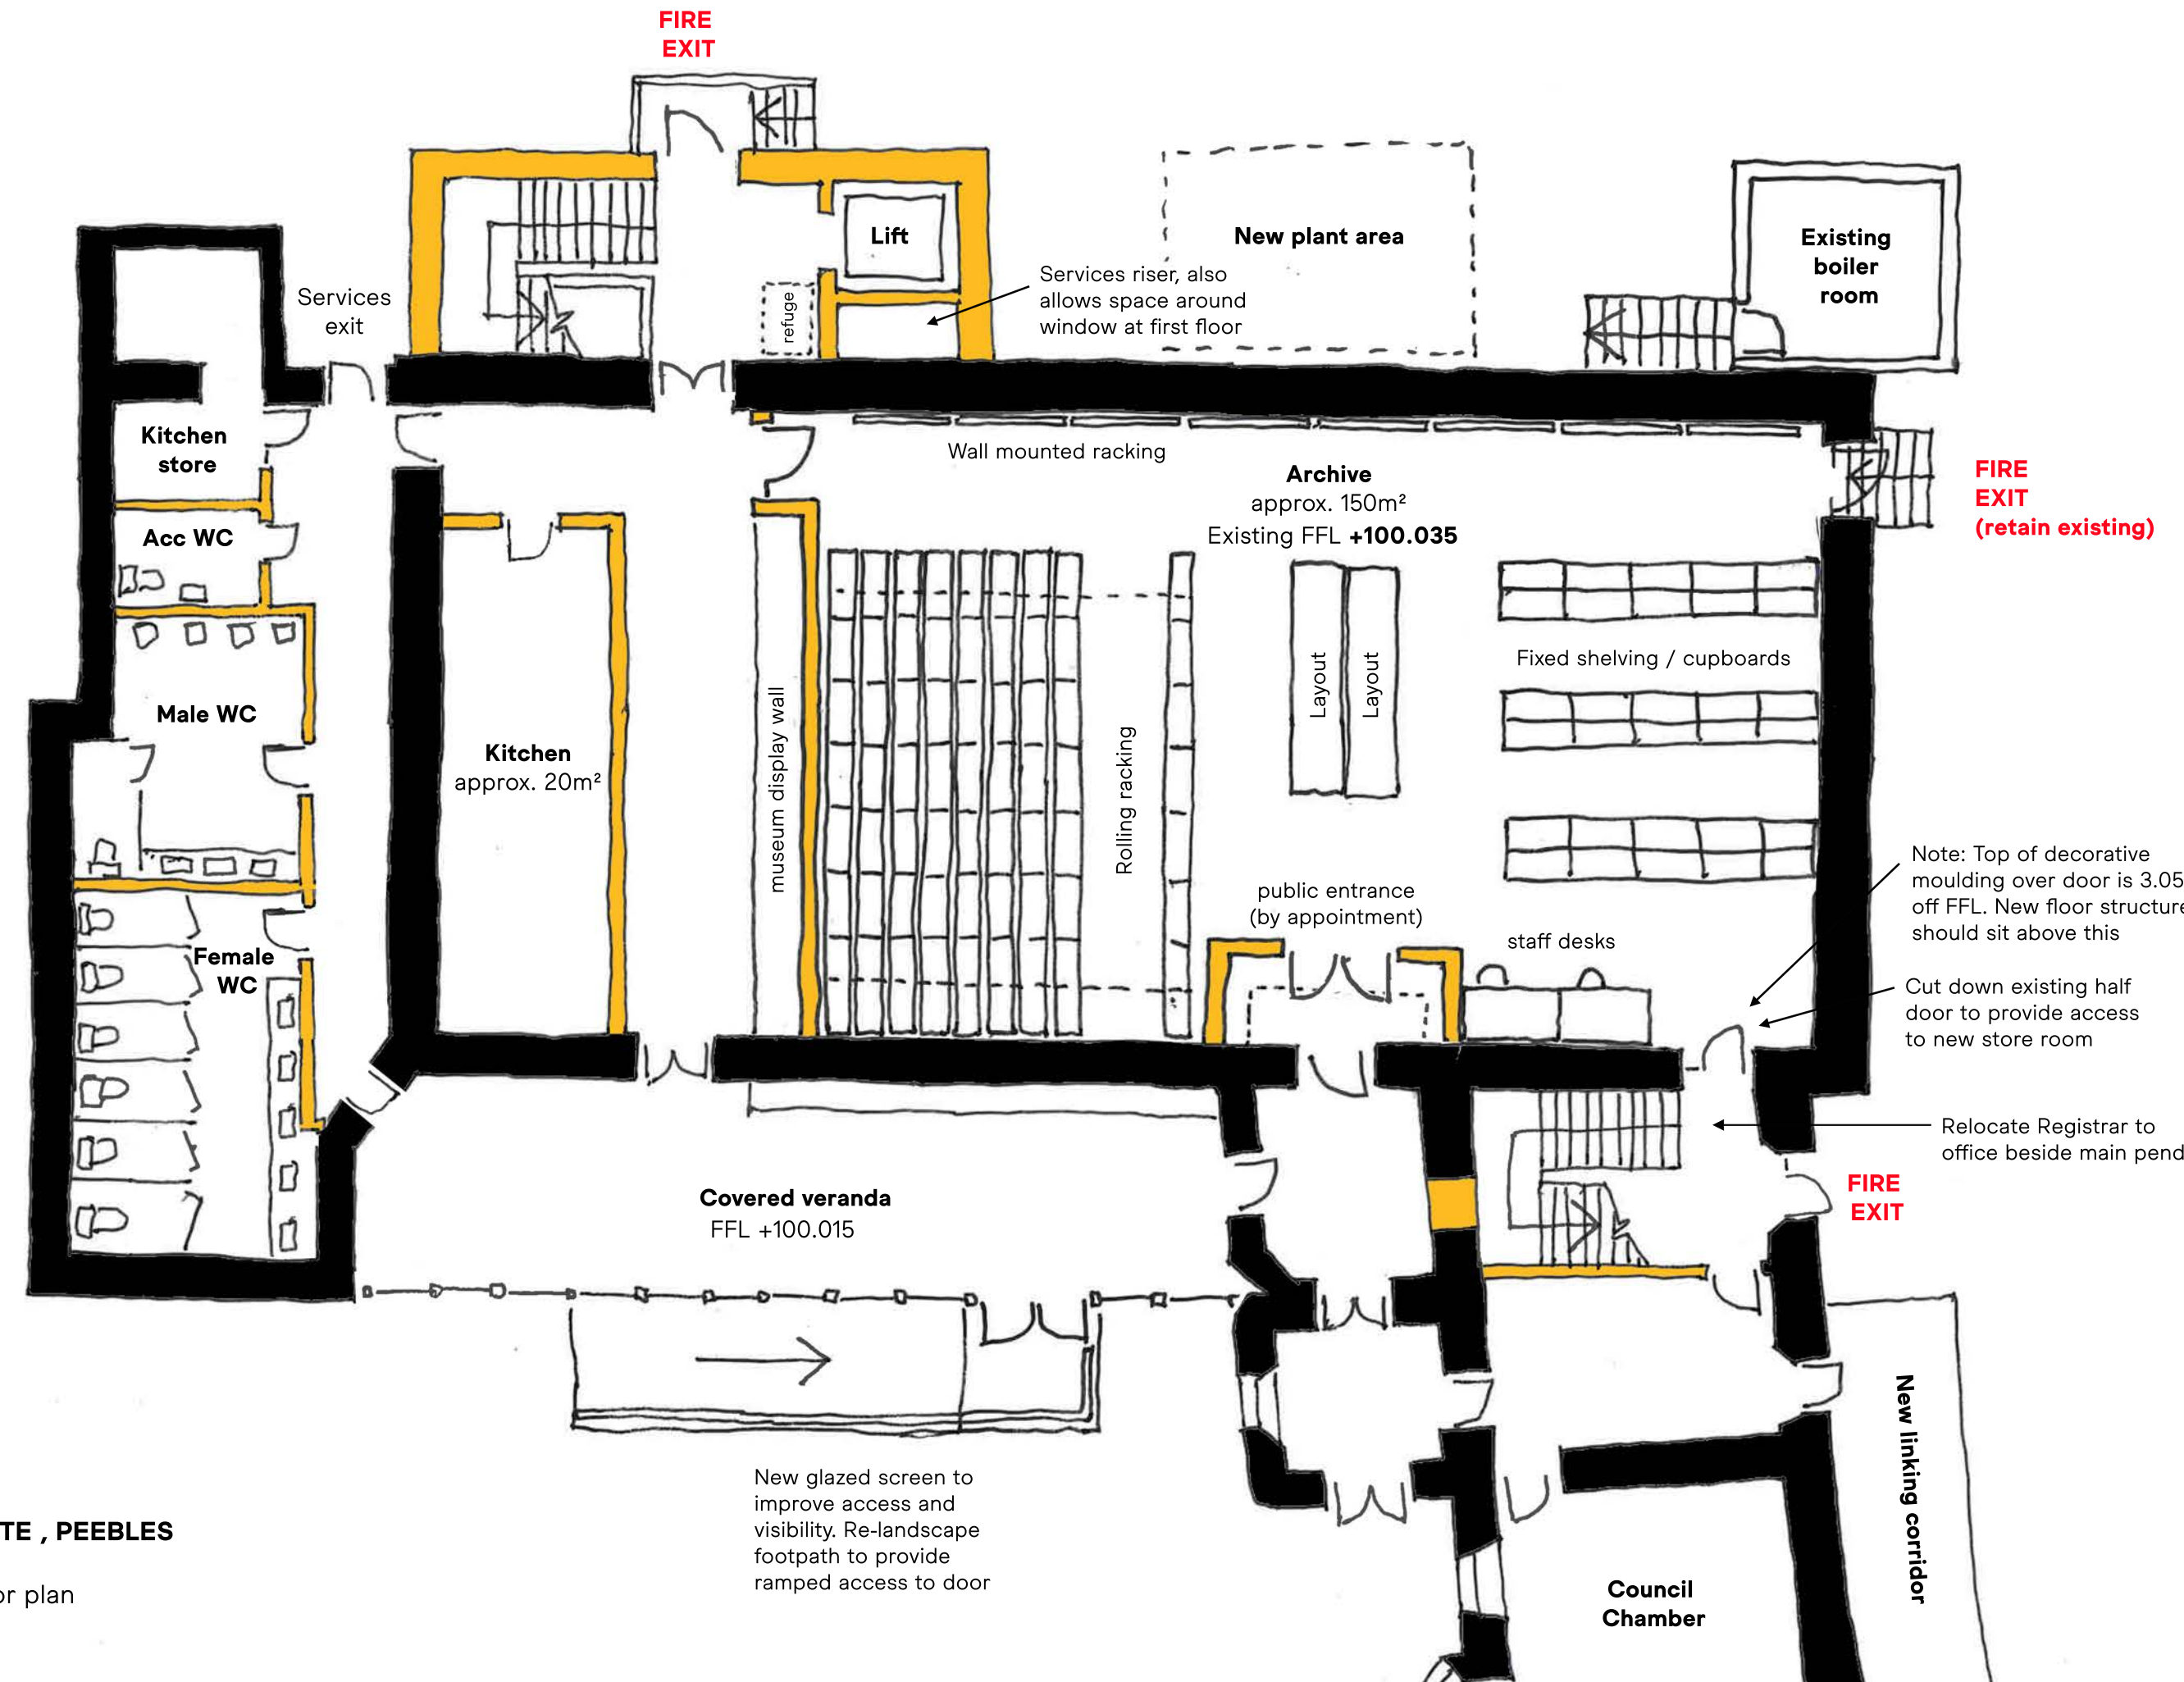 FIRE
EXIT
Lift
New plant area
Existing
boiler
room
Services riser, also
allows space around
window at first floor
Services
exit
refuge
Kitchen
store
Wall mounted racking
Archive
approx. 150m²
Existing FFL +100.035
FIRE
EXIT
(retain existing)
Acc WC
Male WC
Kitchen
approx. 20m²
museum display wall
Rolling racking
Layout
Layout
Fixed shelving / cupboards
Note: Top of decorative
moulding over door is 3.05
off FFL. New floor structure
should sit above this
public entrance
(by appointment)
staff desks
Female
WC
Cut down existing half
door to provide access
to new store room
Relocate Registrar to
office beside main pend
Covered veranda
FFL +100.015
FIRE
EXIT
New linking corridor
New glazed screen to
improve access and
visibility. Re-landscape
footpath to provide
ramped access to door
TE , PEEBLES
or plan
Council
Chamber